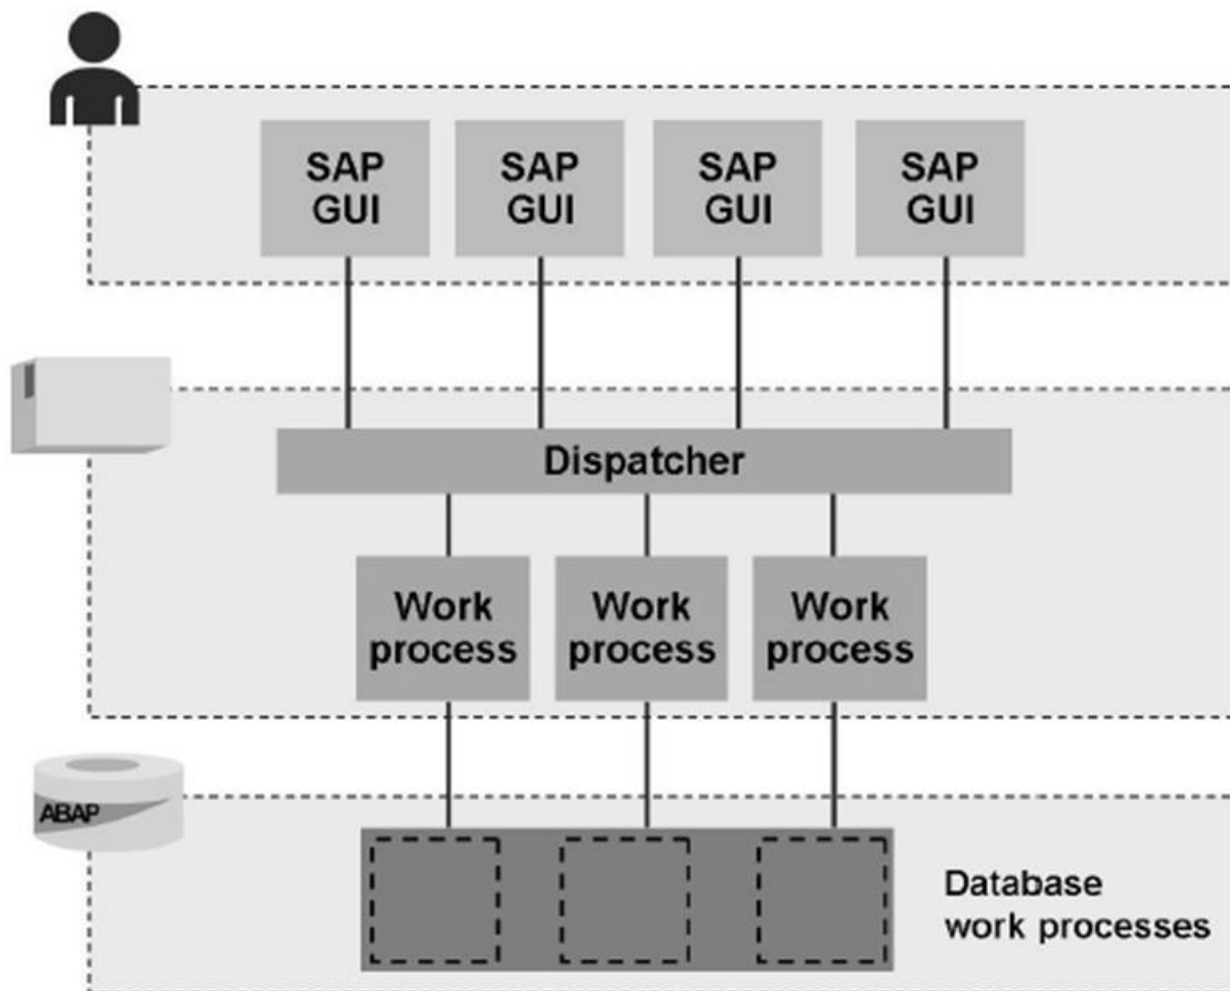 SAP SAP SAP SAP
GUI GUI GUI GUI
Dispatcher
Work Work Work
process process process
ABAP
Database
work processes